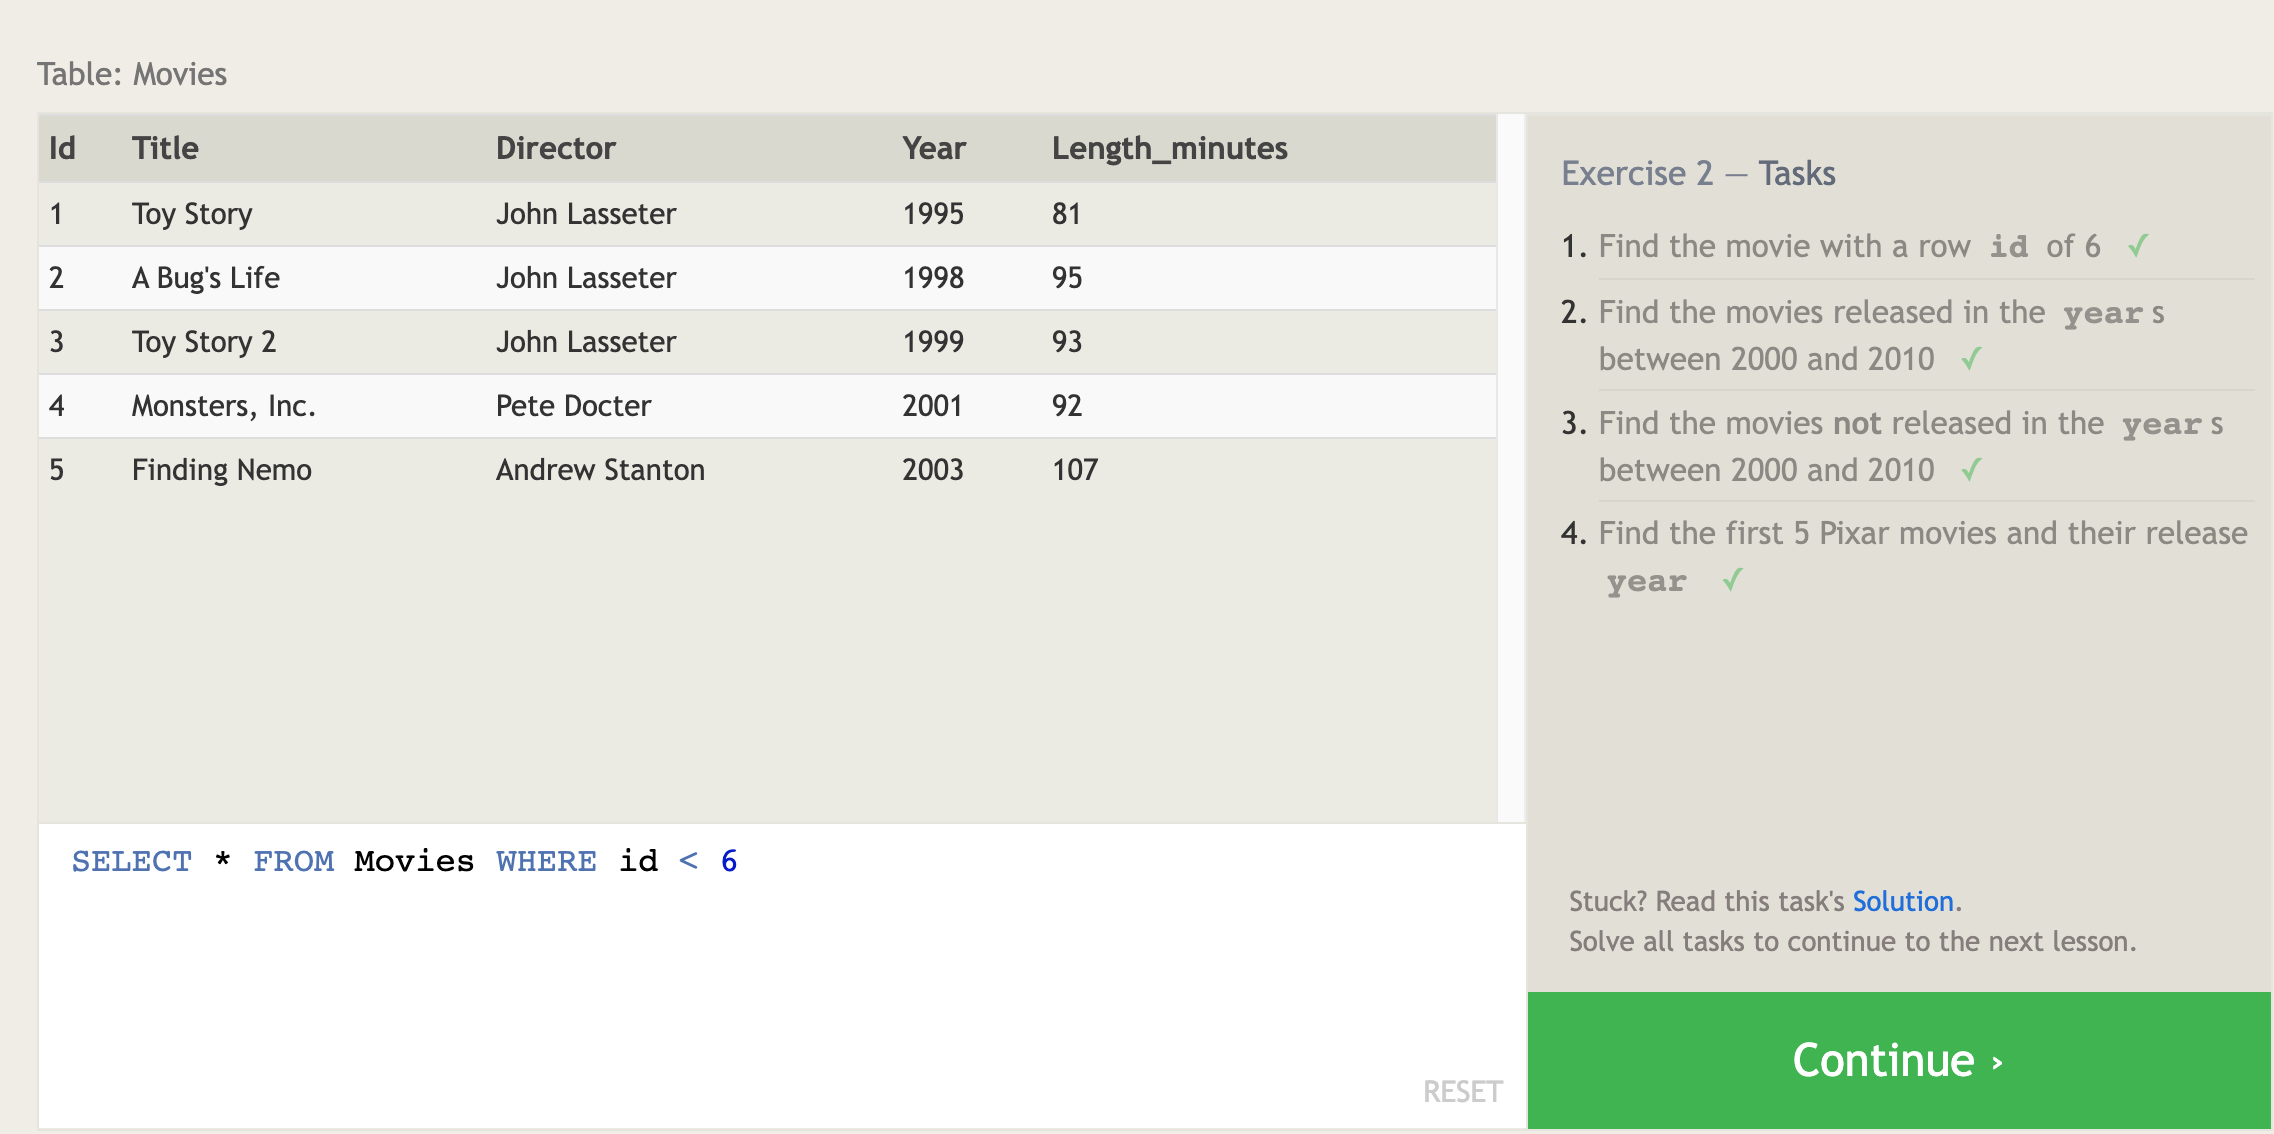 Table: Movies
Id Title Director Year Length_minutes
1 Toy Story John Lasseter 1995 81
2 A Bug's Life John Lasseter 1998 95
3 Toy Story 2 John Lasseter 1999 93
4 Monsters, Inc. Pete Docter 2001 92
5 Finding Nemo Andrew Stanton 2003 107
SELECT * FROM Movies WHERE id < 6
RESET
Exercise 2 — Tasks
1. Find the movie with a row id of 6 ✓
2. Find the movies released in the year s
between 2000 and 2010 ✓
3. Find the movies not released in the year s
between 2000 and 2010 ✓
4. Find the first 5 Pixar movies and their release
year ✓
Stuck? Read this task's Solution.
Solve all tasks to continue to the next lesson.
Continue ›